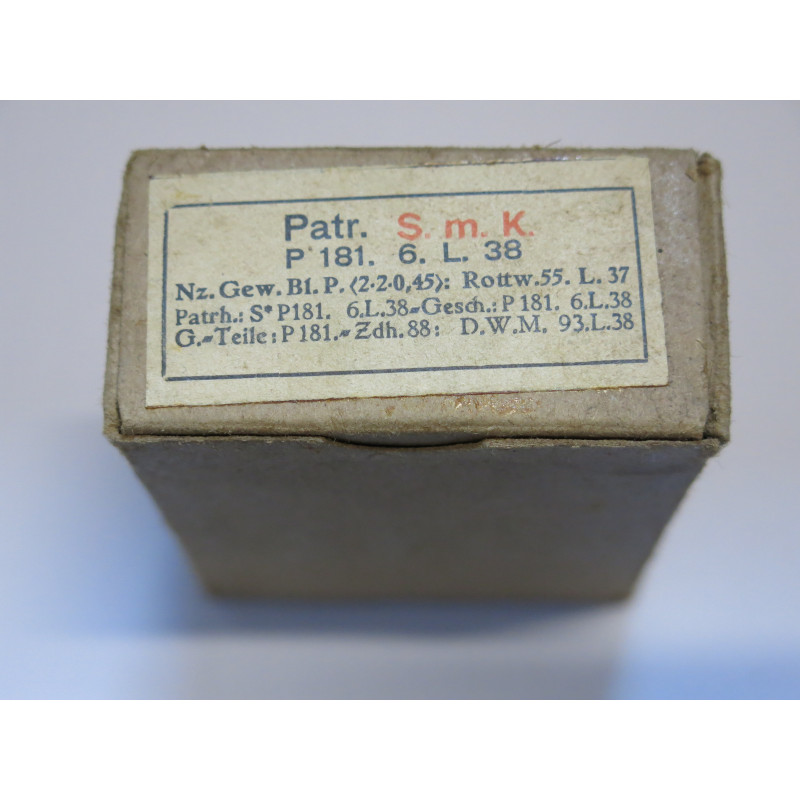 Patr. S. m. K.
P 181. 6. L. 38
Nz. Gew. Bl. P. (2·2·0,45): Rottw. 55. L. 37
Patrh.: S* P181. 6.L.38-Gesch.: P 181. 6.L.38
G.-Teile: P 181.-Zdh. 88: D.W.M. 93.L.38